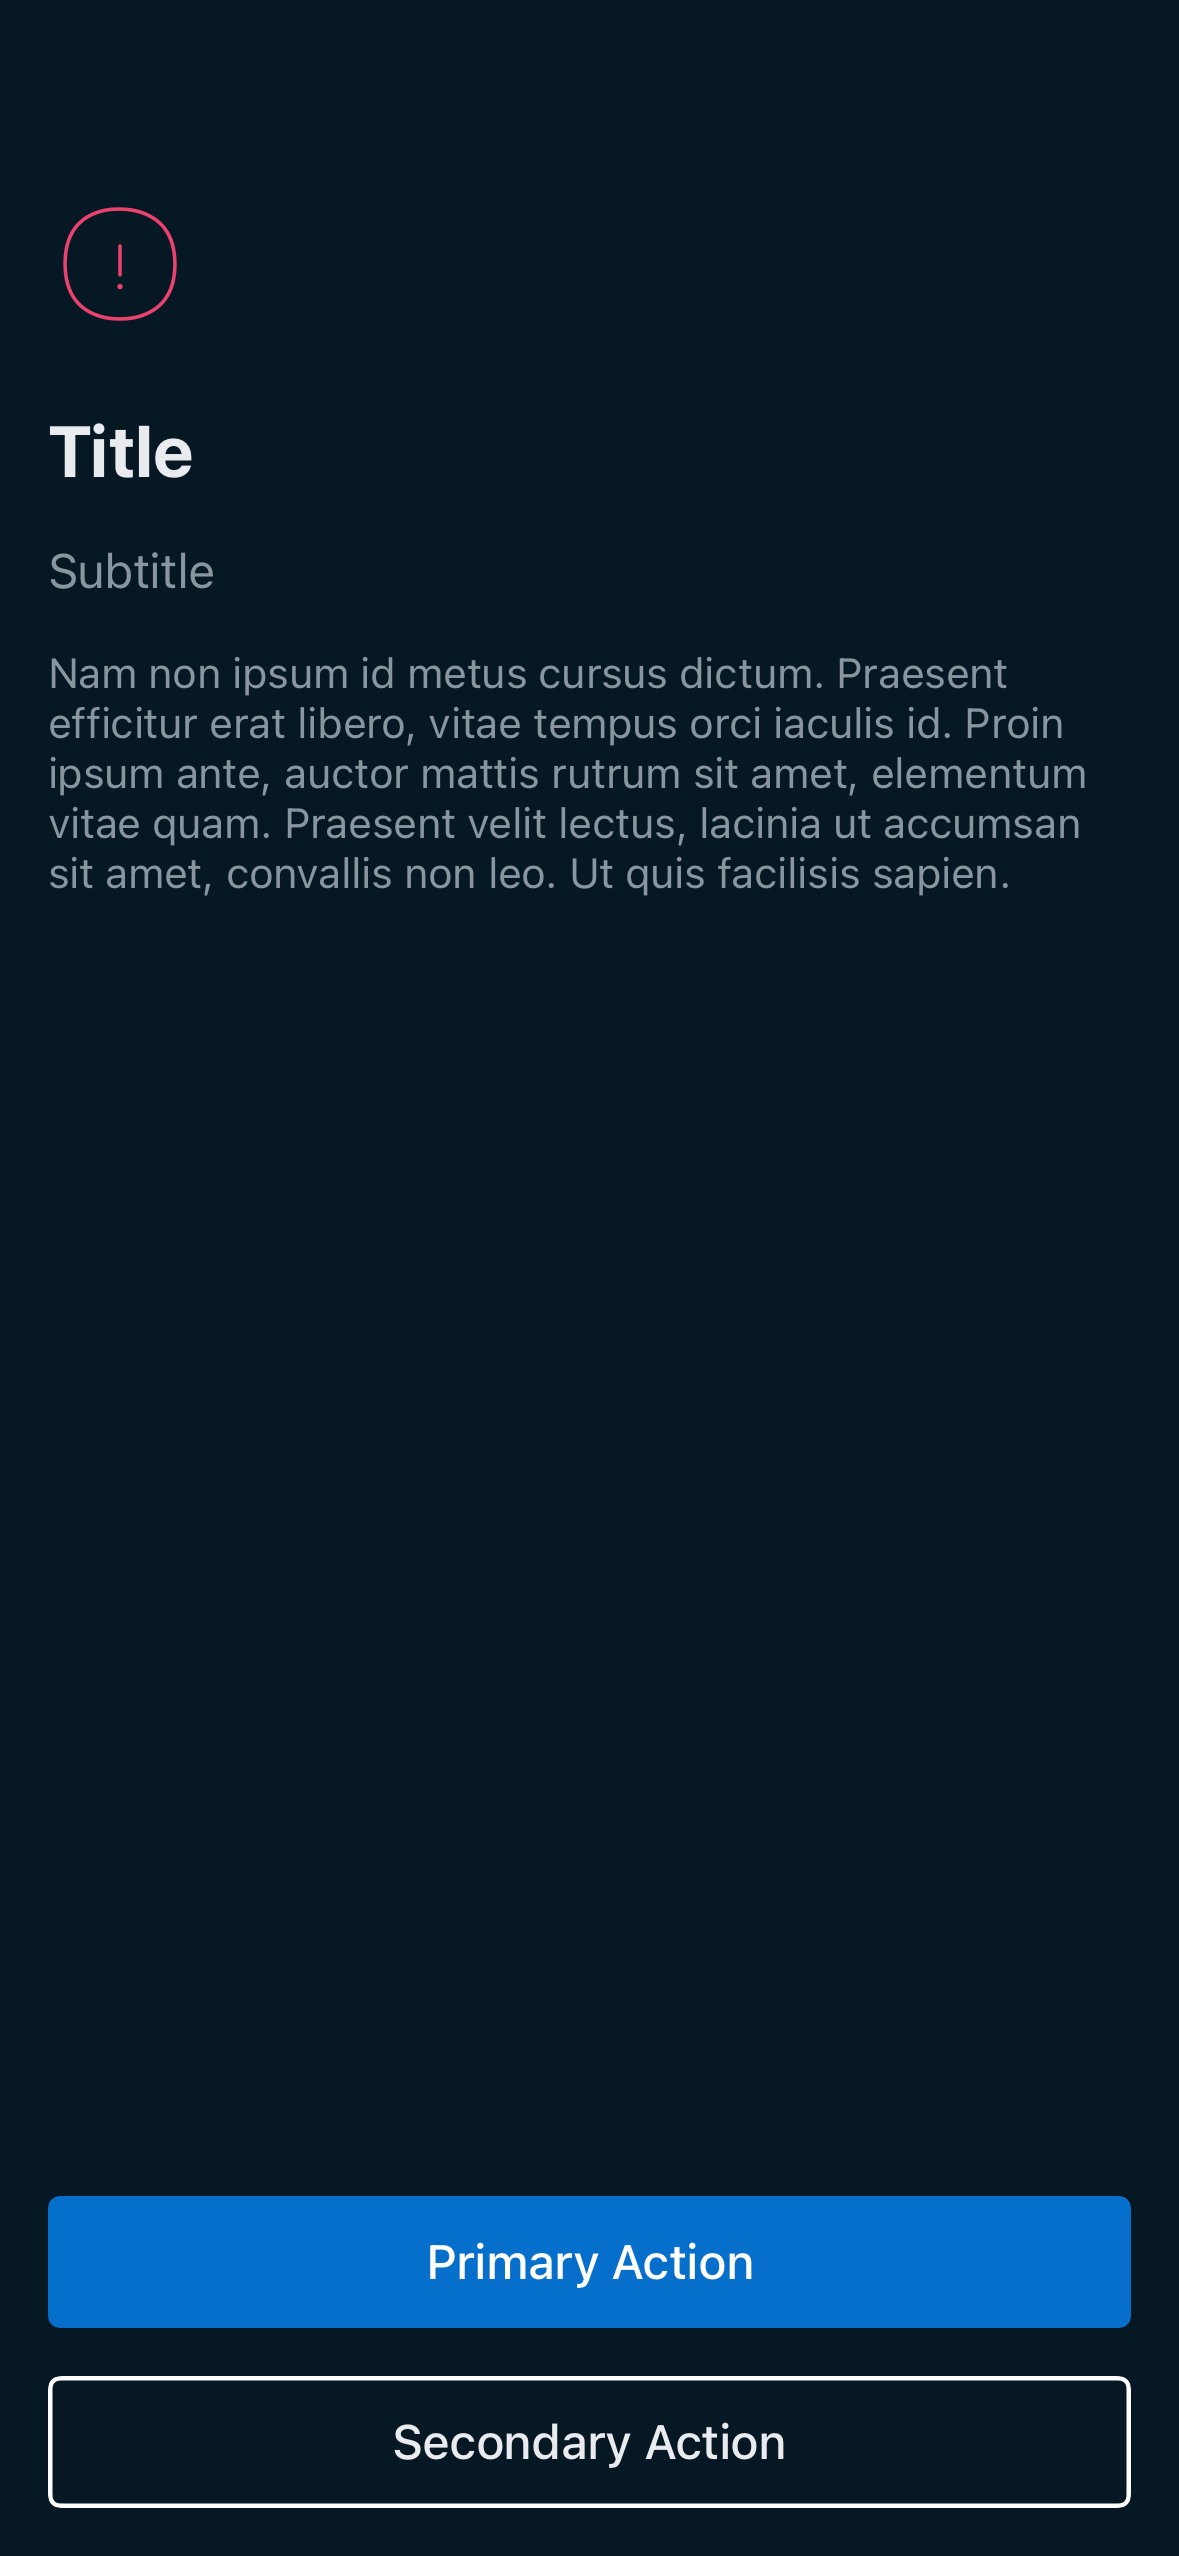 Title
Subtitle
Nam non ipsum id metus cursus dictum. Praesent
efficitur erat libero, vitae tempus orci iaculis id. Proin
ipsum ante, auctor mattis rutrum sit amet, elementum
vitae quam. Praesent velit lectus, lacinia ut accumsan
sit amet, convallis non leo. Ut quis facilisis sapien.
Primary Action
Secondary Action